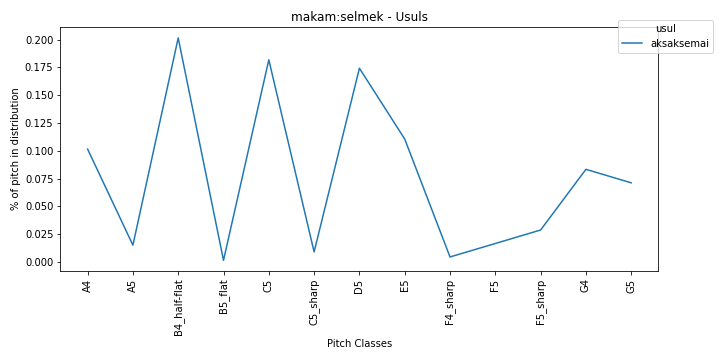 makam:selmek - Usuls
usul
aksaksemai
% of pitch in distribution
0.200
0.175
0.150
0.125
0.100
0.075
0.050
0.025
0.000
A4
A5
B4_half-flat
B5_flat
C5
C5_sharp
D5
E5
F4_sharp
F5
F5_sharp
G4
G5
Pitch Classes